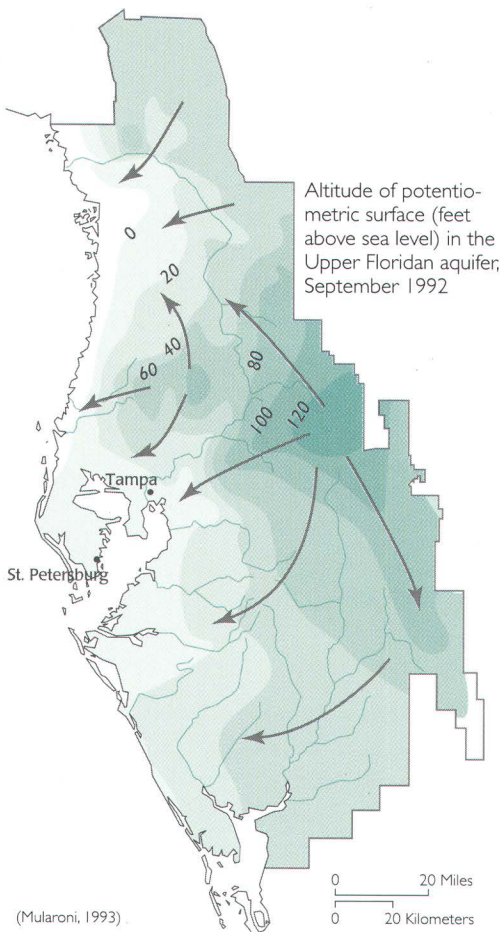 Altitude of potentio-
metric surface (feet
above sea level) in the
Upper Floridan aquifer,
September 1992
0
20
40
60
80
100
120
Tampa
St. Petersburg
0 20 Miles
0 20 Kilometers
(Mularoni, 1993)